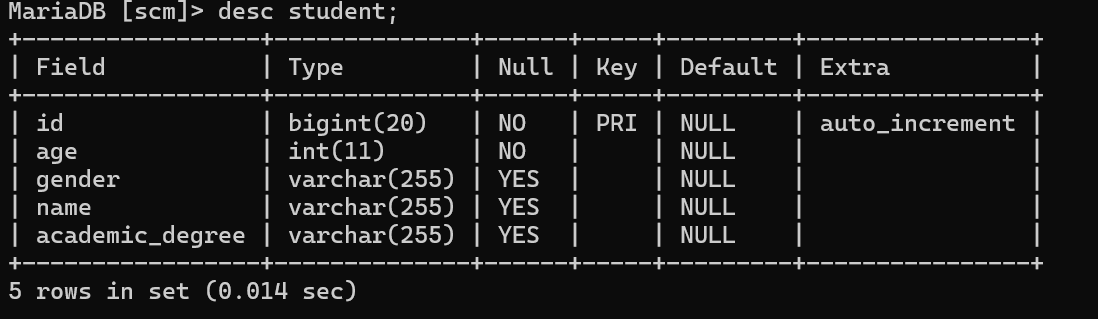 MariaDB [scm]> desc student;
+-----------------+--------------+------+-----+---------+----------------+
| Field           | Type         | Null | Key | Default | Extra          |
+-----------------+--------------+------+-----+---------+----------------+
| id              | bigint(20)   | NO   | PRI | NULL    | auto_increment |
| age             | int(11)      | NO   |     | NULL    |                |
| gender          | varchar(255) | YES  |     | NULL    |                |
| name            | varchar(255) | YES  |     | NULL    |                |
| academic_degree | varchar(255) | YES  |     | NULL    |                |
+-----------------+--------------+------+-----+---------+----------------+
5 rows in set (0.014 sec)